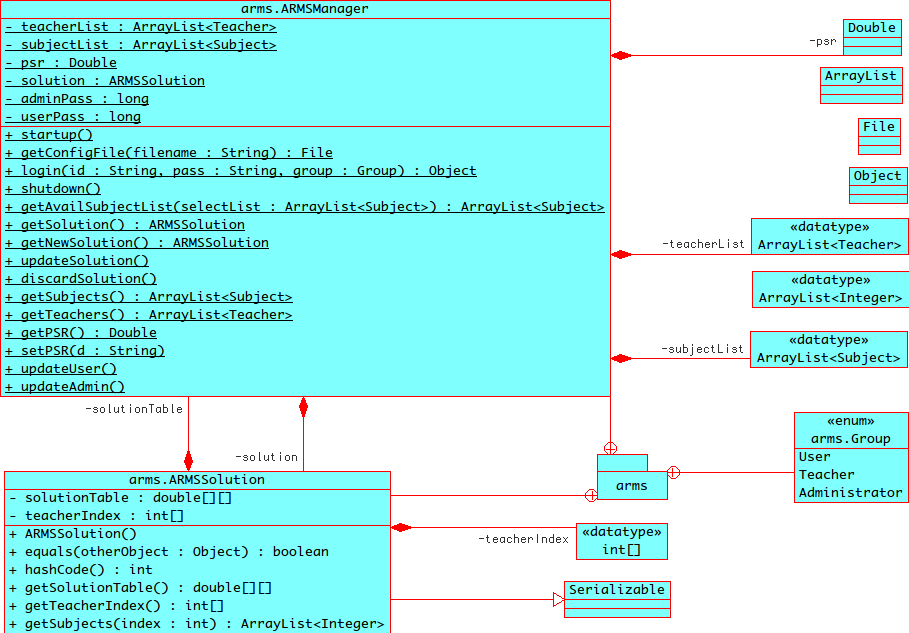 arms.ARMSManager
- teacherList : ArrayList<Teacher>
- subjectList : ArrayList<Subject>
- psr : Double
- solution : ARMSSolution
- adminPass : long
- userPass : long
+ startup()
+ getConfigFile(filename : String) : File
+ login(id : String, pass : String, group : Group) : Object
+ shutdown()
+ getAvailSubjectList(selectList : ArrayList<Subject>) : ArrayList<Subject>
+ getSolution() : ARMSSolution
+ getNewSolution() : ARMSSolution
+ updateSolution()
+ discardSolution()
+ getSubjects() : ArrayList<Subject>
+ getTeachers() : ArrayList<Teacher>
+ getPSR() : Double
+ setPSR(d : String)
+ updateUser()
+ updateAdmin()
-psr
Double
ArrayList
File
Object
-teacherList
«datatype»
ArrayList<Teacher>
«datatype»
ArrayList<Integer>
-subjectList
«datatype»
ArrayList<Subject>
-solutionTable
-solution
«enum»
arms.Group
User
Teacher
Administrator
arms
arms.ARMSSolution
- solutionTable : double[][]
- teacherIndex : int[]
+ ARMSSolution()
+ equals(otherObject : Object) : boolean
+ hashCode() : int
+ getSolutionTable() : double[][]
+ getTeacherIndex() : int[]
+ getSubjects(index : int) : ArrayList<Integer>
-teacherIndex
«datatype»
int[]
Serializable